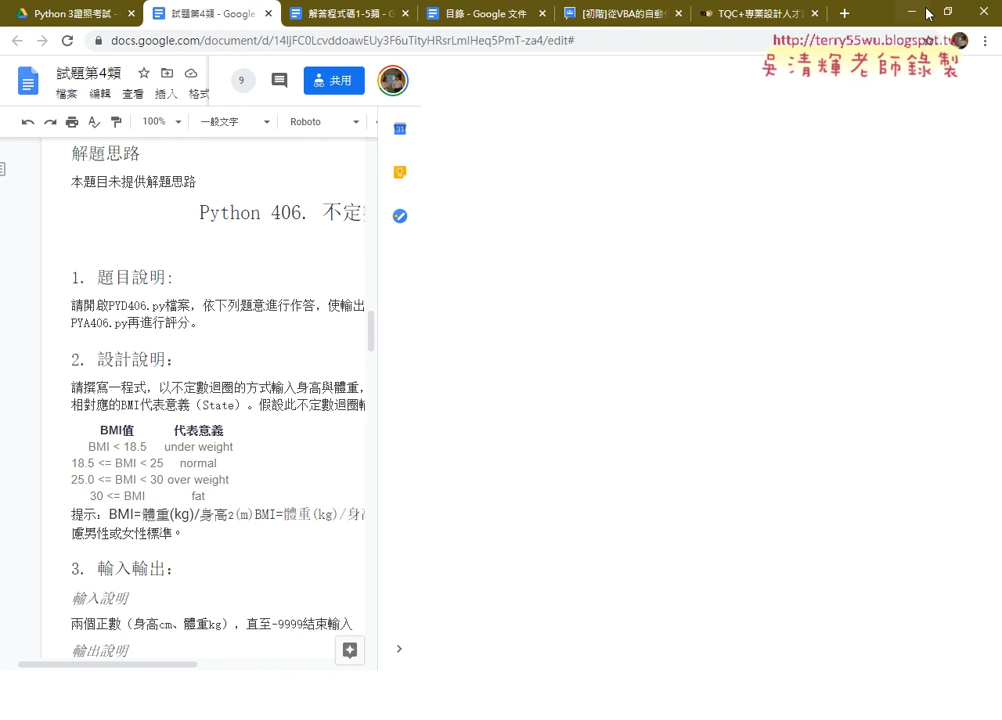 Python 3證照考試 -
試題第4類 - Google
解答程式碼1-5類 - G
目錄 - Google 文件
[初階]從VBA的自動
TQC+專業設計人才
docs.google.com/document/d/14IjFC0LcvddoawEUy3F6uTityHRsrLmIHeq5PmT-za4/edit#
http://terry55wu.blogspot.tw
吳清輝老師錄製
試題第4類
檔案 編輯 查看 插入 格式
9
共用
100% 一般文字 Roboto
31
解題思路
本題目未提供解題思路
Python 406. 不定
1. 題目說明:
請開啟PYD406.py檔案，依下列題意進行作答，使輸出
PYA406.py再進行評分。
2. 設計說明：
請撰寫一程式，以不定數迴圈的方式輸入身高與體重，
相對應的BMI代表意義（State）。假設此不定數迴圈輸
BMI值 代表意義
BMI < 18.5 under weight
18.5 <= BMI < 25 normal
25.0 <= BMI < 30 over weight
30 <= BMI fat
提示：BMI=體重(kg)/身高2(m)BMI=體重(kg)/身高
慮男性或女性標準。
3. 輸入輸出：
輸入說明
兩個正數（身高cm、體重kg），直至-9999結束輸入
輸出說明